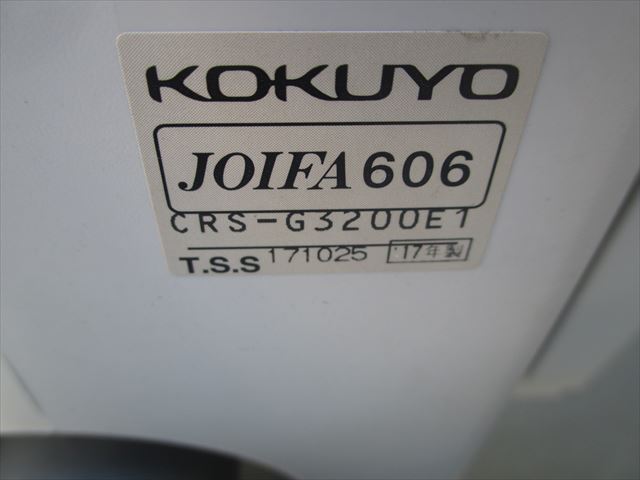 KOKUYO
JOIFA 606
CRS-G3200E1
T.S.S 171025 '17年製